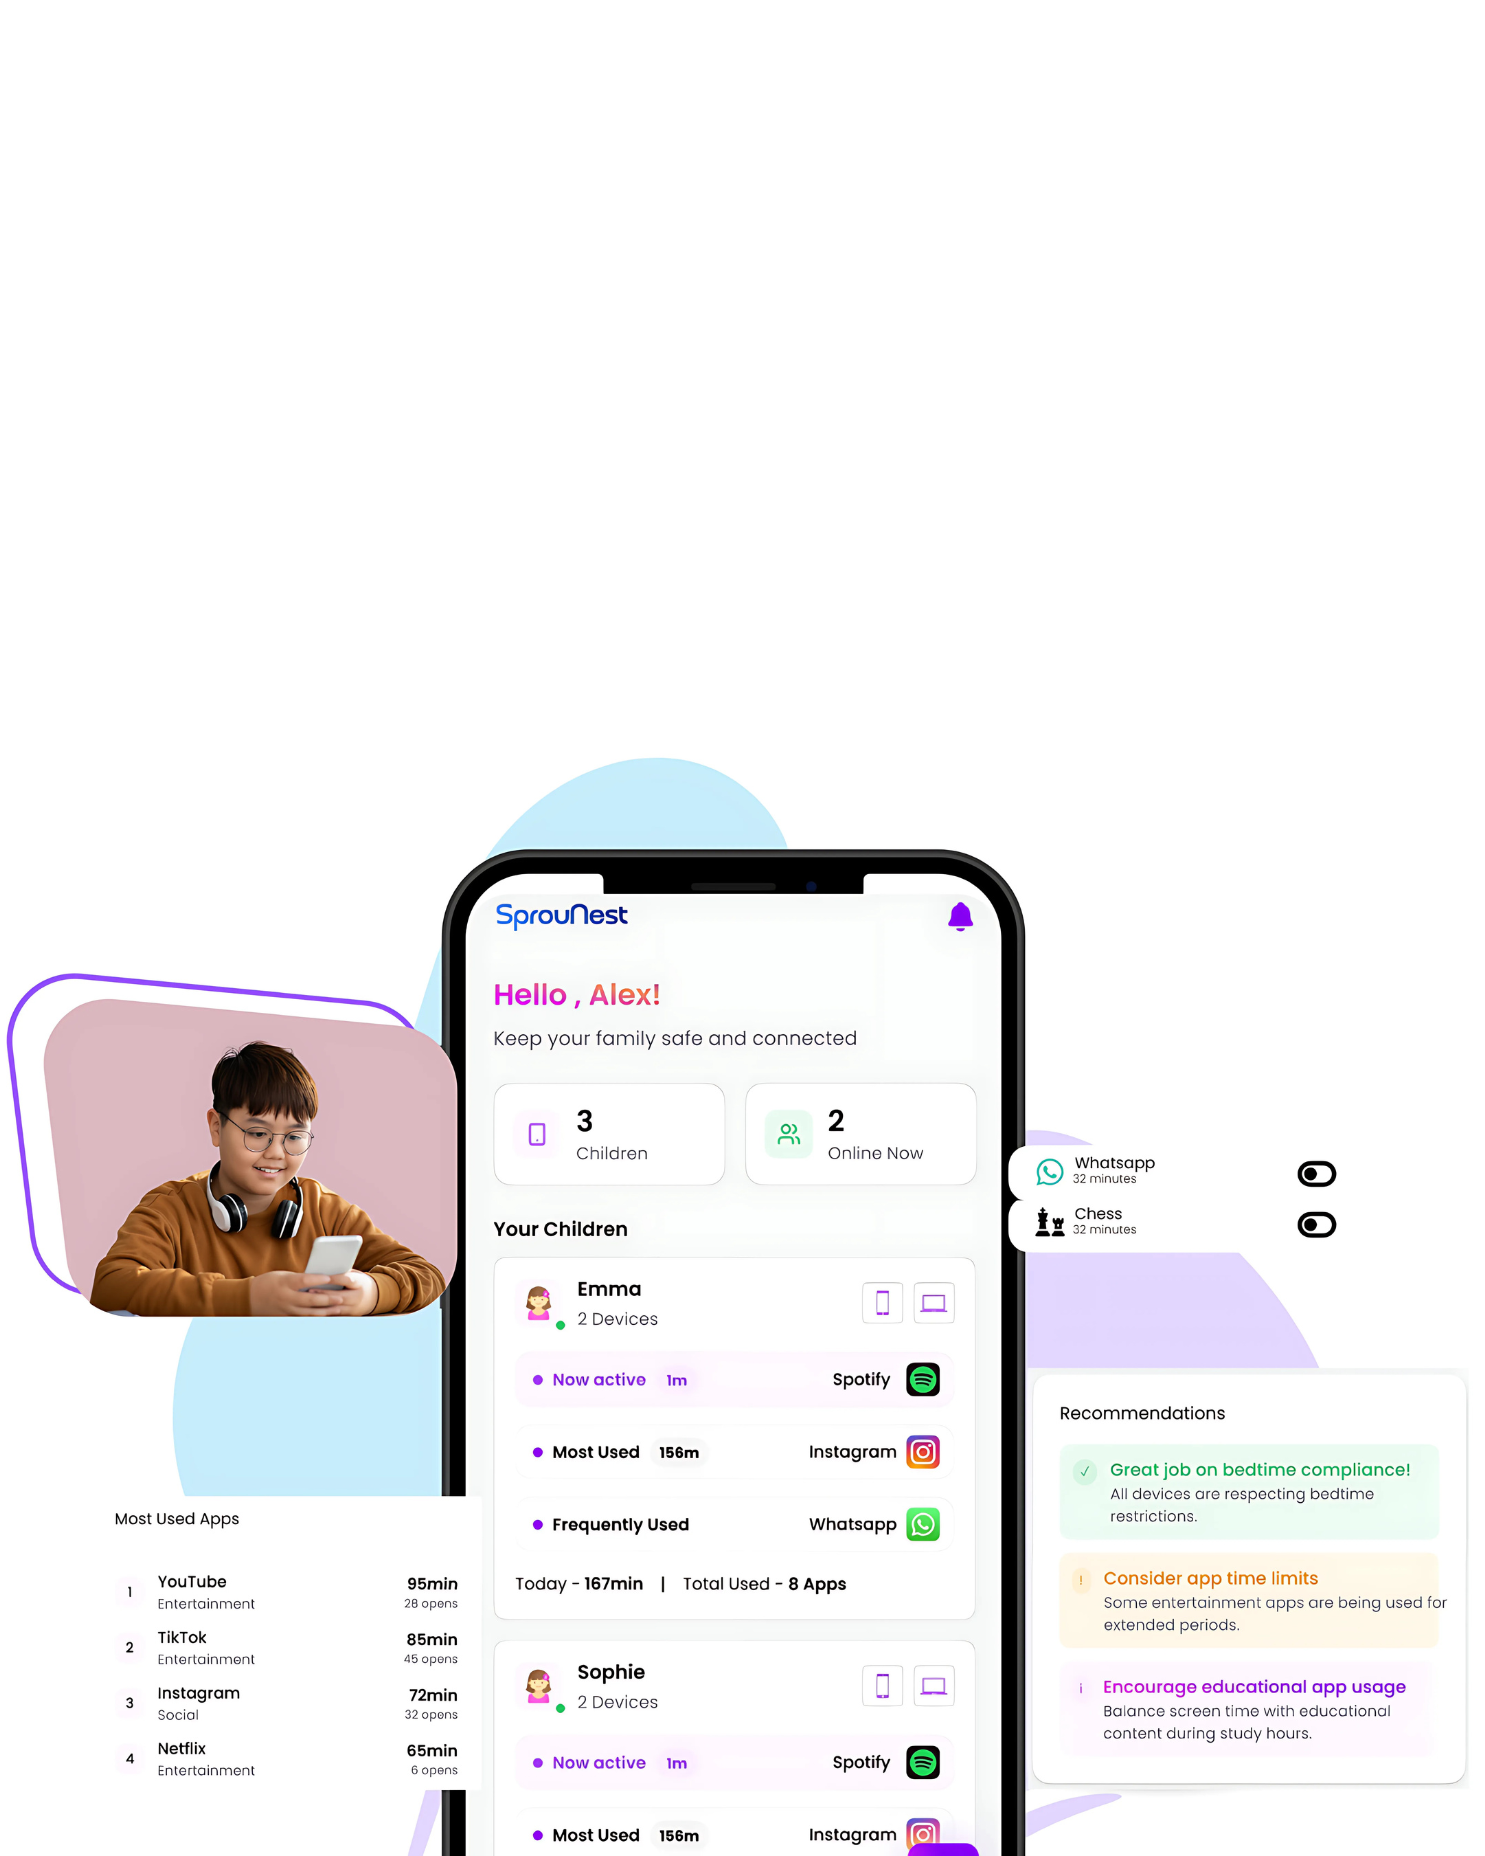 SprouNest
Hello , Alex!
Keep your family safe and connected
3
Children
2
Online Now
Your Children
Emma
2 Devices
Now active 1m Spotify
Most Used 156m Instagram
Frequently Used Whatsapp
Today - 167min | Total Used - 8 Apps
Sophie
2 Devices
Now active 1m Spotify
Most Used 156m Instagram
Most Used Apps
1 YouTube 95min
Entertainment 28 opens
2 TikTok 85min
Entertainment 45 opens
3 Instagram 72min
Social 32 opens
4 Netflix 65min
Entertainment 6 opens
Whatsapp
32 minutes
Chess
32 minutes
Recommendations
Great job on bedtime compliance!
All devices are respecting bedtime
restrictions.
! Consider app time limits
Some entertainment apps are being used for
extended periods.
i Encourage educational app usage
Balance screen time with educational
content during study hours.